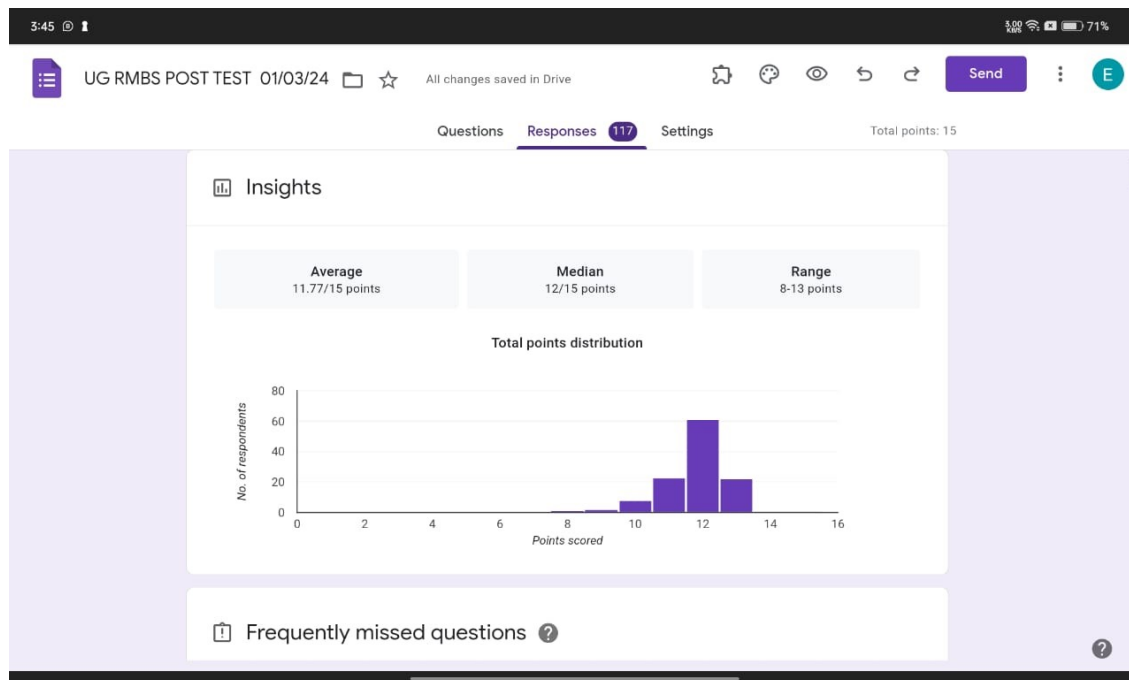 3:45
3.00 KB/S 71%
UG RMBS POST TEST 01/03/24
All changes saved in Drive
Send
E
Questions Responses 117 Settings
Total points: 15
Insights
Average Median Range
11.77/15 points 12/15 points 8-13 points
Total points distribution
80
60
40
20
0
No. of respondents
0 2 4 6 8 10 12 14 16
Points scored
Frequently missed questions ?
?